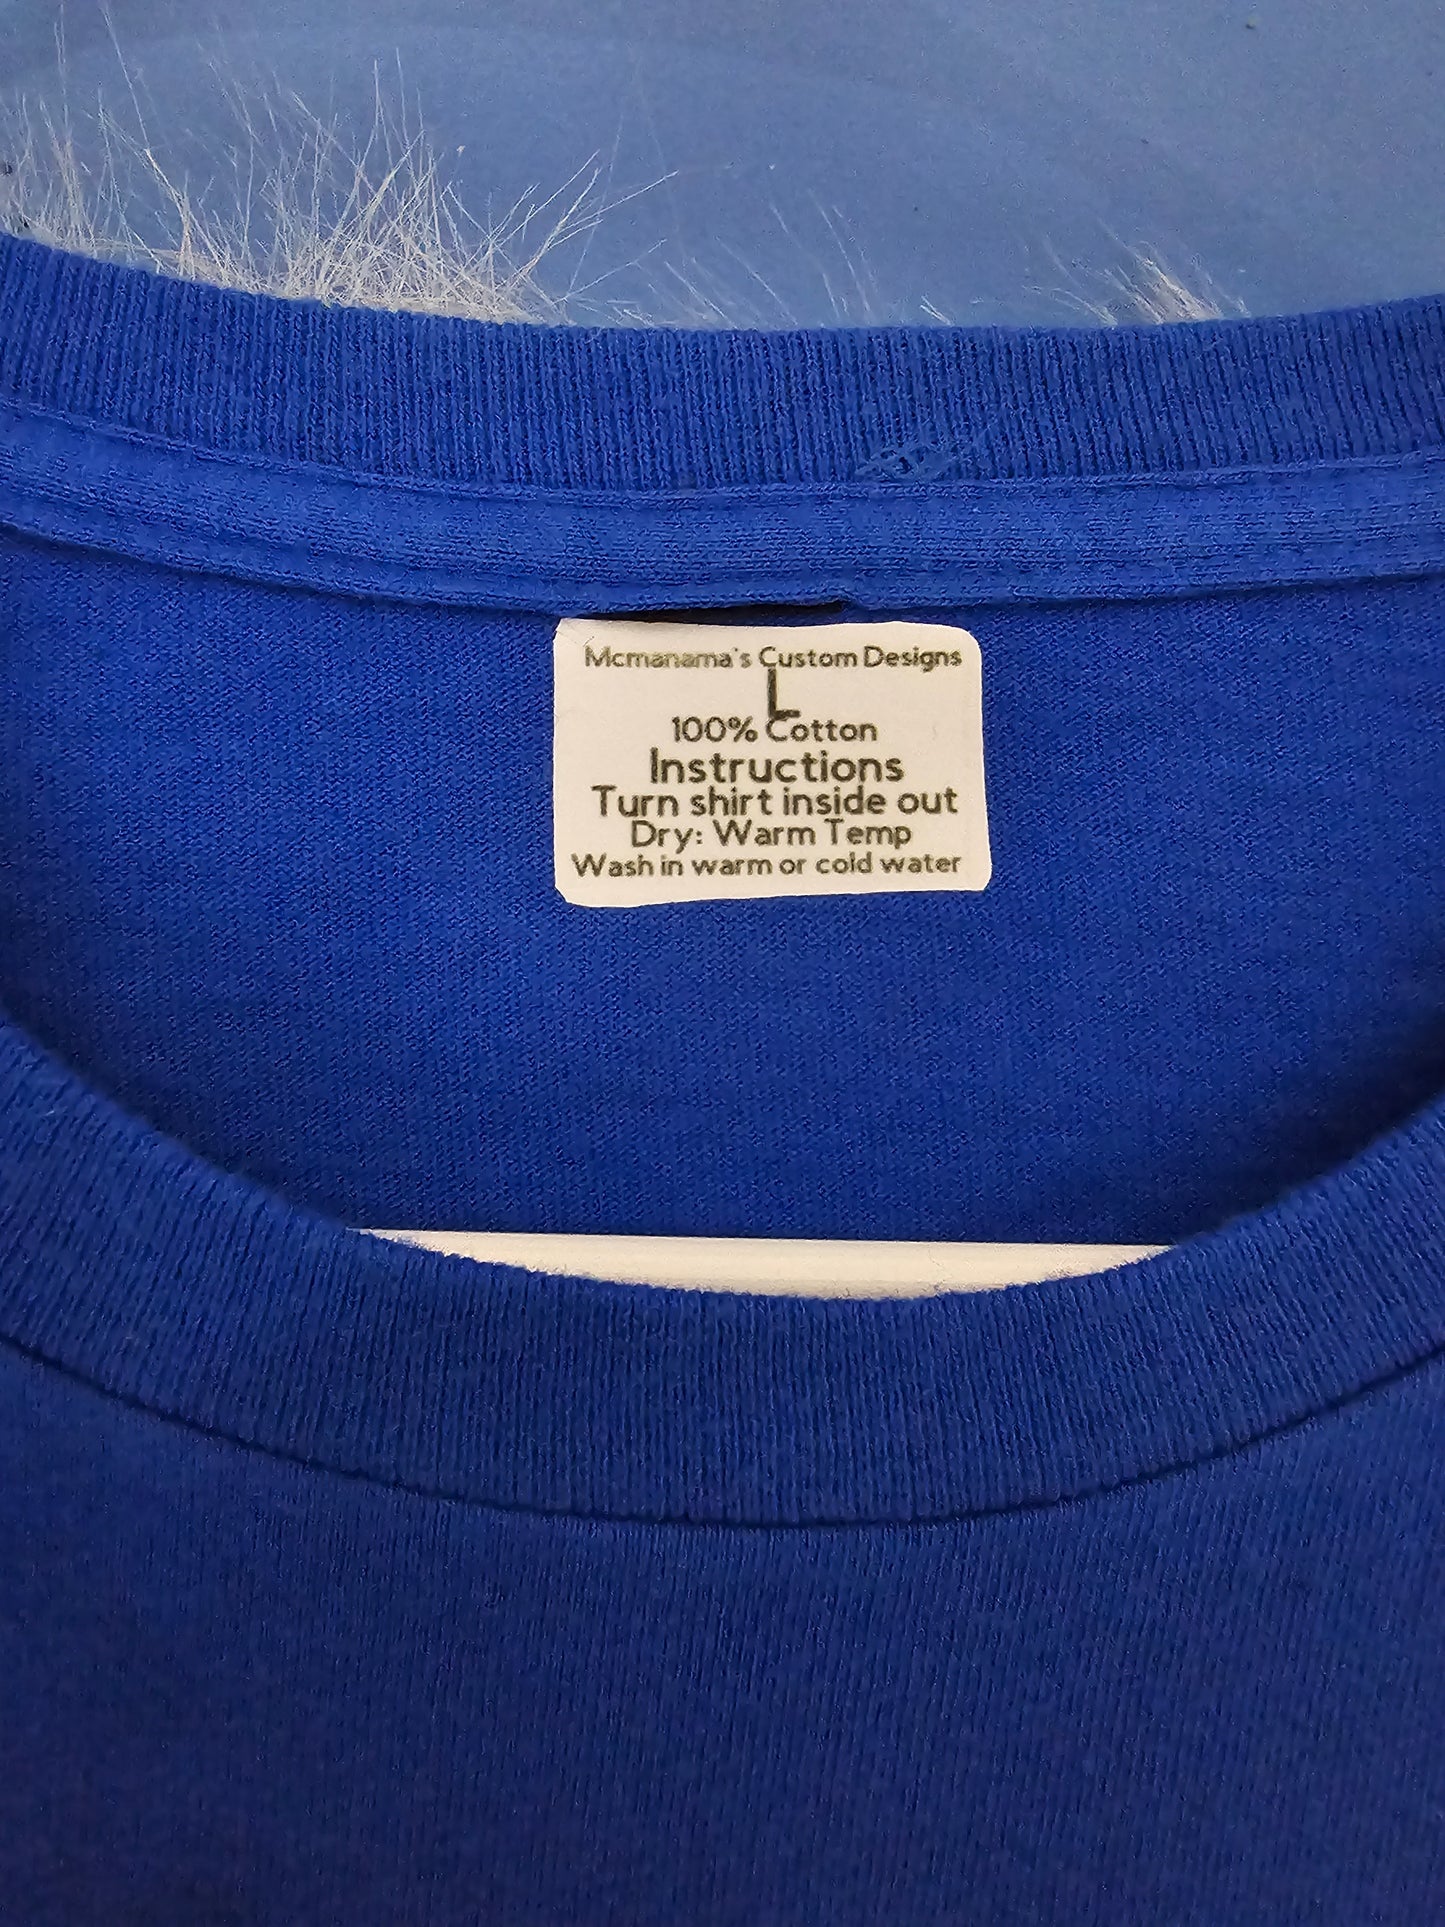 Mcmanama's Custom Designs
L
100% Cotton
Instructions
Turn shirt inside out
Dry: Warm Temp
Wash in warm or cold water